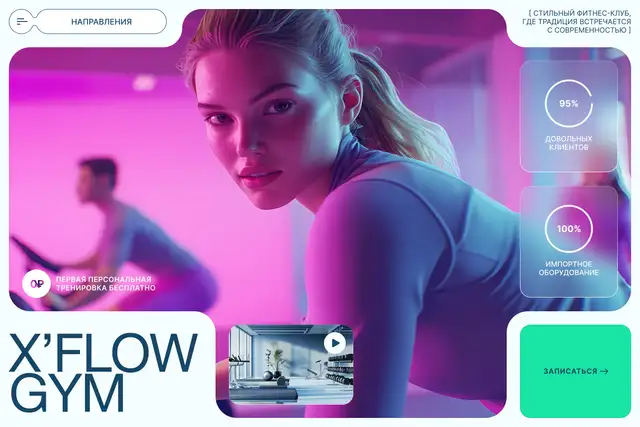 НАПРАВЛЕНИЯ
[ СТИЛЬНЫЙ ФИТНЕС-КЛУБ,
ГДЕ ТРАДИЦИЯ ВСТРЕЧАЕТСЯ
С СОВРЕМЕННОСТЬЮ ]
95%
ДОВОЛЬНЫХ
КЛИЕНТОВ
100%
ИМПОРТНОЕ
ОБОРУДОВАНИЕ
0₽
ПЕРВАЯ ПЕРСОНАЛЬНАЯ
ТРЕНИРОВКА БЕСПЛАТНО
X’FLOW
GYM
ЗАПИСАТЬСЯ →